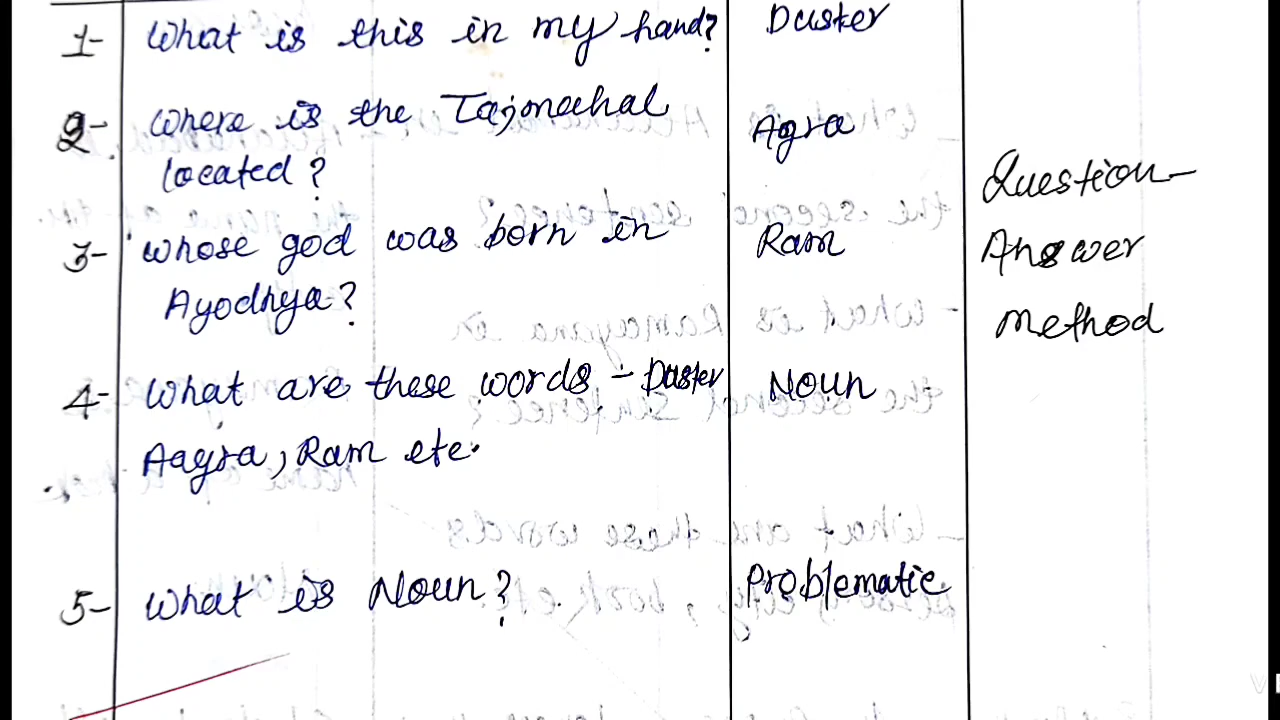 1- What is this in my hand? Duster
2- Where is the Tajmahal
located? Agra
Question-
3- whose god was born in Ram Answer
Ayodhya? Method
4- What are these words - Duster, Noun
Aagra, Ram etc.
5- What is Noun? Problematic